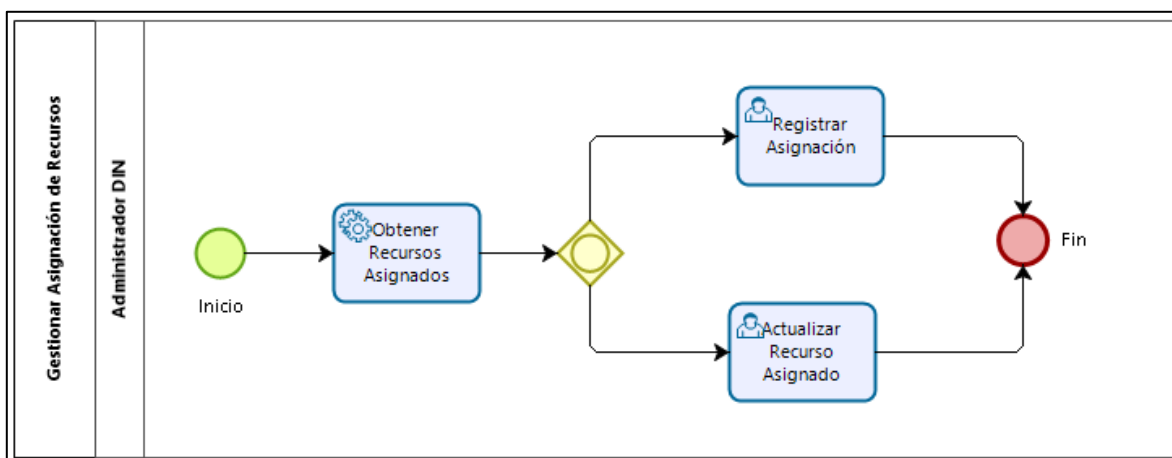 Gestionar Asignación de Recursos
Administrador DIN
Inicio
Obtener
Recursos
Asignados
Registrar
Asignación
Actualizar
Recurso
Asignado
Fin